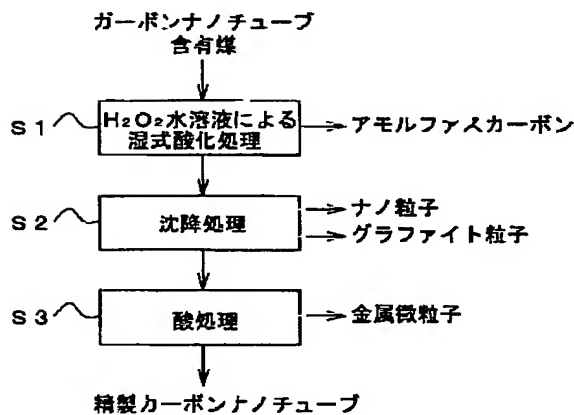 カーボンナノチューブ
含有煤
S1
H₂O₂水溶液による
湿式酸化処理
アモルファスカーボン
S2
沈降処理
ナノ粒子
グラファイト粒子
S3
酸処理
金属微粒子
精製カーボンナノチューブ